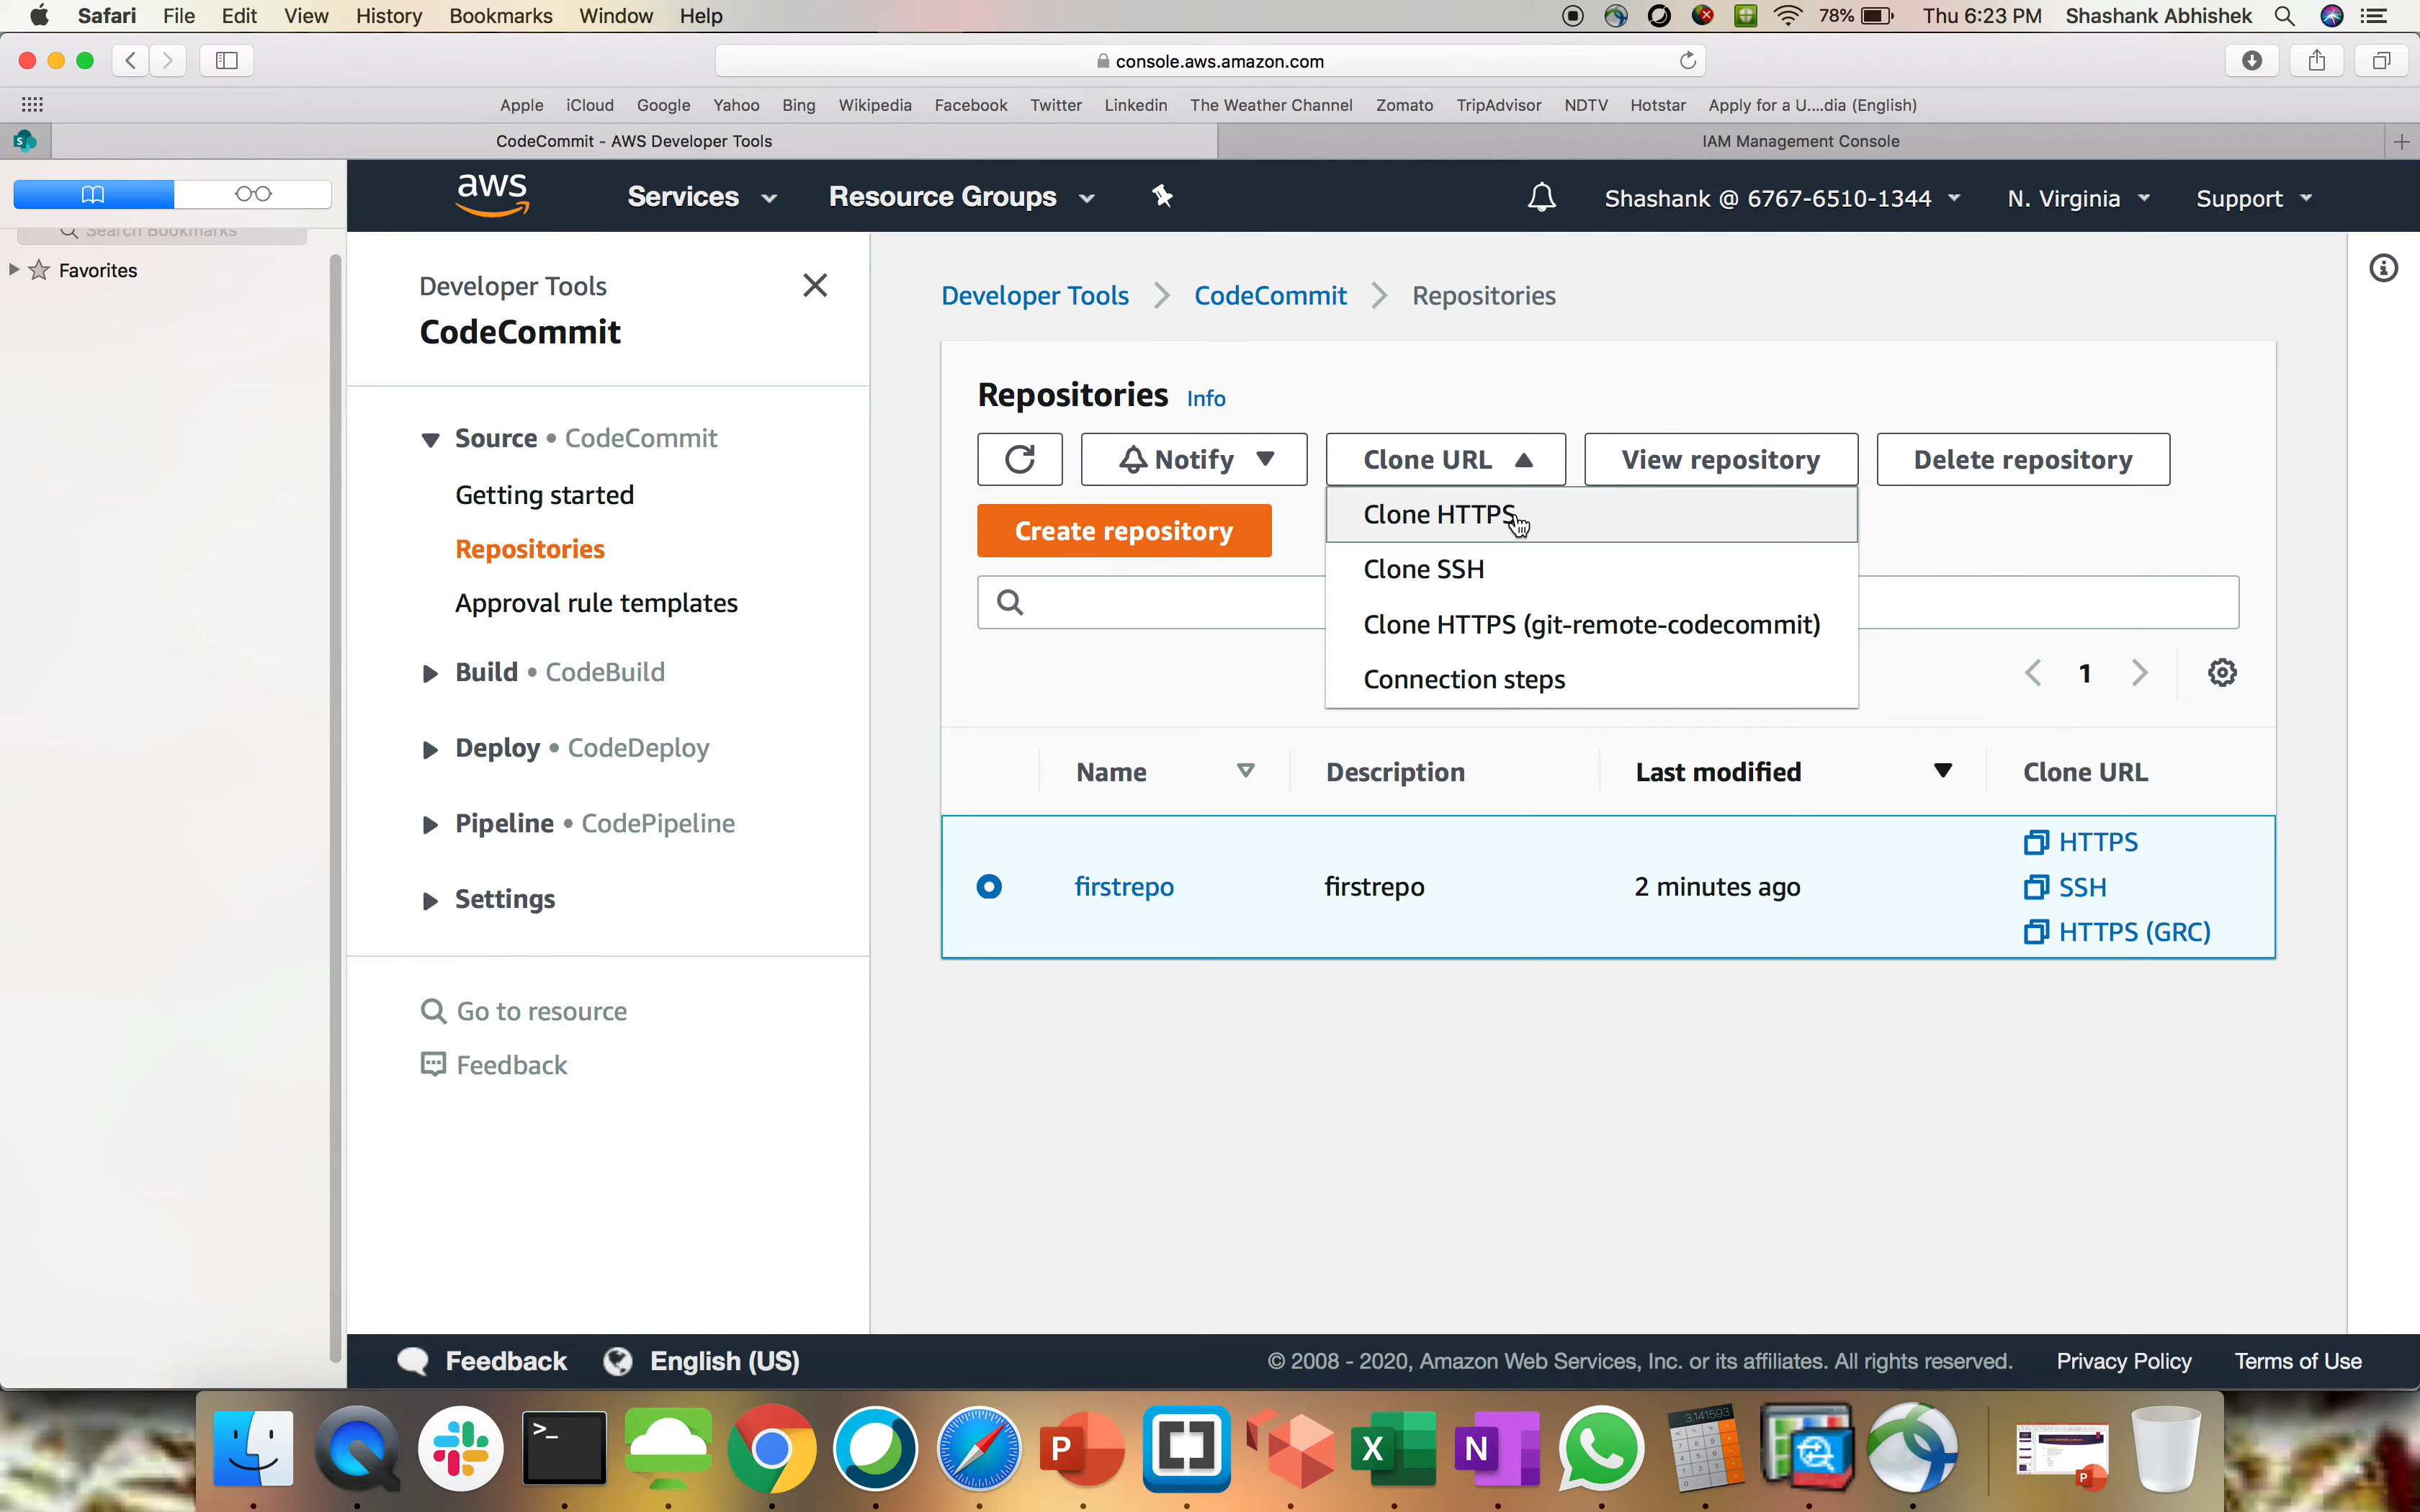 Safari File Edit View History Bookmarks Window Help 78% Thu 6:23 PM Shashank Abhishek
console.aws.amazon.com
Apple iCloud Google Yahoo Bing Wikipedia Facebook Twitter Linkedin The Weather Channel Zomato TripAdvisor NDTV Hotstar Apply for a U....dia (English)
S CodeCommit - AWS Developer Tools IAM Management Console
aws Services Resource Groups Shashank @ 6767-6510-1344 N. Virginia Support
Search Bookmarks
Favorites
Developer Tools
CodeCommit
Source • CodeCommit
Getting started
Repositories
Approval rule templates
Build • CodeBuild
Deploy • CodeDeploy
Pipeline • CodePipeline
Settings
Go to resource
Feedback
Developer Tools CodeCommit Repositories
Repositories Info
Notify Clone URL View repository Delete repository
Create repository
Clone HTTPS
Clone SSH
Clone HTTPS (git-remote-codecommit)
Connection steps
1
Name Description Last modified Clone URL
firstrepo firstrepo 2 minutes ago
HTTPS
SSH
HTTPS (GRC)
Feedback English (US) © 2008 - 2020, Amazon Web Services, Inc. or its affiliates. All rights reserved. Privacy Policy Terms of Use
3.141593
>_ P X N P